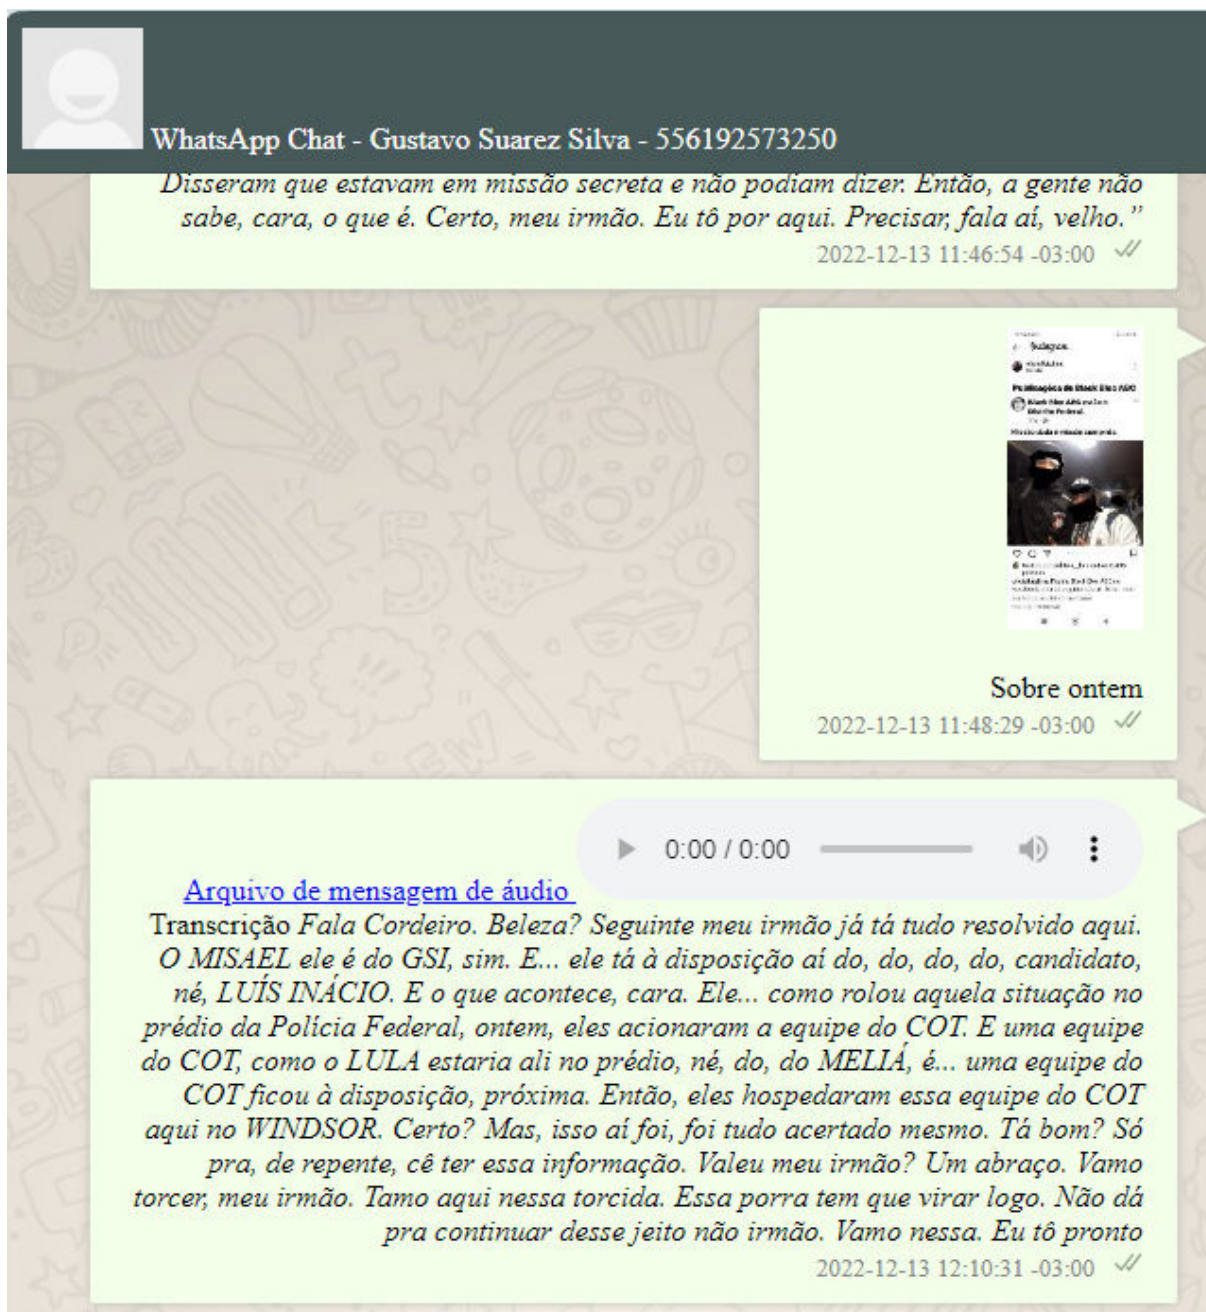 WhatsApp Chat - Gustavo Suarez Silva - 556192573250
Disseram que estavam em missão secreta e não podiam dizer. Então, a gente não
sabe, cara, o que é. Certo, meu irmão. Eu tô por aqui. Precisar, fala aí, velho.”
2022-12-13 11:46:54 -03:00
Publicações de Black Bloc ABC
Sobre ontem
2022-12-13 11:48:29 -03:00
0:00 / 0:00
Arquivo de mensagem de áudio
Transcrição Fala Cordeiro. Beleza? Seguinte meu irmão já tá tudo resolvido aqui.
O MISAEL ele é do GSI, sim. E... ele tá à disposição aí do, do, do, do, candidato,
né, LUÍS INÁCIO. E o que acontece, cara. Ele... como rolou aquela situação no
prédio da Polícia Federal, ontem, eles acionaram a equipe do COT. E uma equipe
do COT, como o LULA estaria ali no prédio, né, do, do MELIÁ, é... uma equipe do
COT ficou à disposição, próxima. Então, eles hospedaram essa equipe do COT
aqui no WINDSOR. Certo? Mas, isso aí foi, foi tudo acertado mesmo. Tá bom? Só
pra, de repente, cê ter essa informação. Valeu meu irmão? Um abraço. Vamo
torcer, meu irmão. Tamo aqui nessa torcida. Essa porra tem que virar logo. Não dá
pra continuar desse jeito não irmão. Vamo nessa. Eu tô pronto
2022-12-13 12:10:31 -03:00